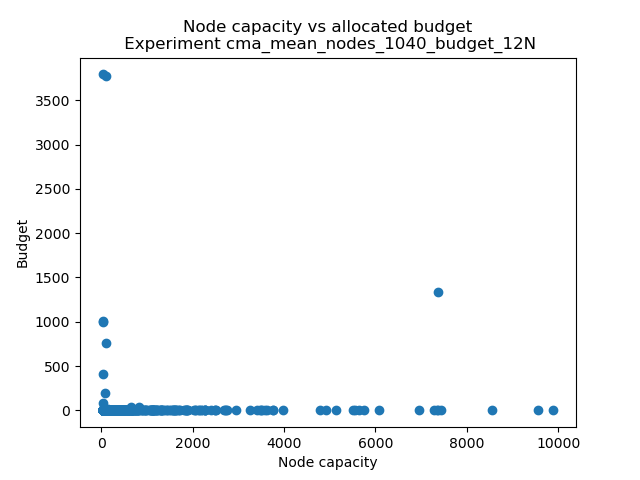 Node capacity vs allocated budget
Experiment cma_mean_nodes_1040_budget_12N
3500
3000
2500
2000
1500
1000
500
0
Budget
0 2000 4000 6000 8000 10000
Node capacity